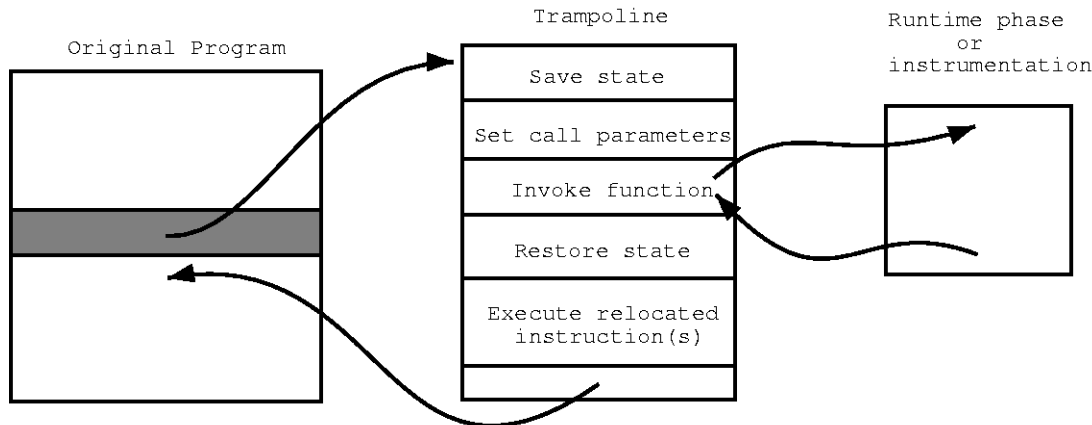 Original Program
Trampoline
Save state
Set call parameters
Invoke function
Restore state
Execute relocated
instruction(s)
Runtime phase
or
instrumentation